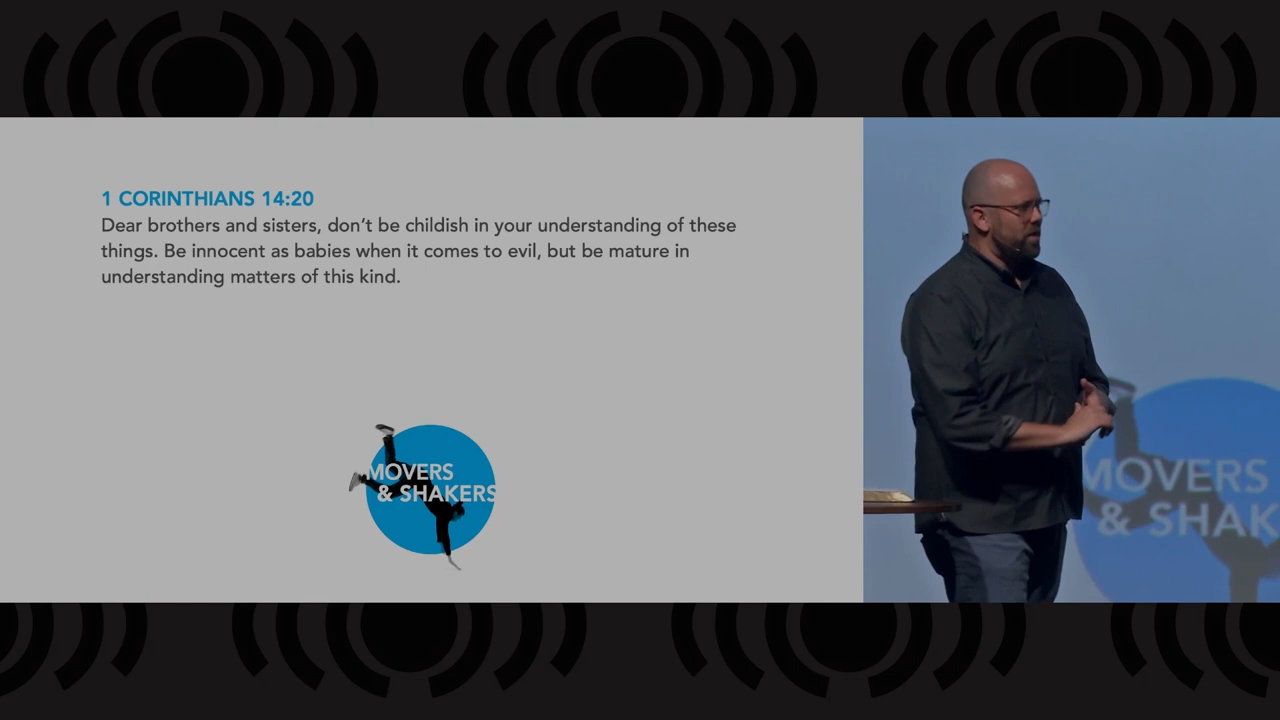 1 CORINTHIANS 14:20
Dear brothers and sisters, don’t be childish in your understanding of these
things. Be innocent as babies when it comes to evil, but be mature in
understanding matters of this kind.
MOVERS
& SHAKERS
MOVERS
& SHAK